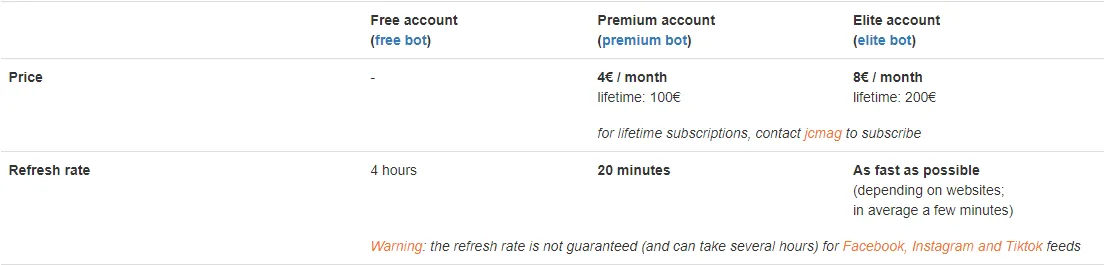 Free account
(free bot)
Premium account
(premium bot)
Elite account
(elite bot)
Price
-
4€ / month
lifetime: 100€
8€ / month
lifetime: 200€
for lifetime subscriptions, contact jcmag to subscribe
Refresh rate
4 hours
20 minutes
As fast as possible
(depending on websites;
in average a few minutes)
Warning: the refresh rate is not guaranteed (and can take several hours) for Facebook, Instagram and Tiktok feeds